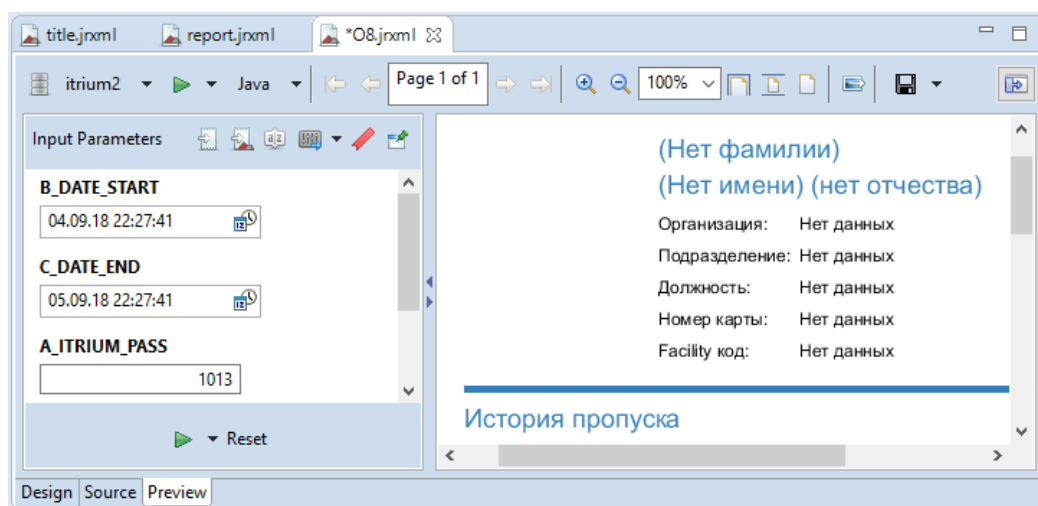 title.jrxml report.jrxml *O8.jrxml
itrium2 Java Page 1 of 1 100%
Input Parameters
B_DATE_START
04.09.18 22:27:41
C_DATE_END
05.09.18 22:27:41
A_ITRIUM_PASS
1013
Reset
(Нет фамилии)
(Нет имени) (нет отчества)
Организация: Нет данных
Подразделение: Нет данных
Должность: Нет данных
Номер карты: Нет данных
Facility код: Нет данных
История пропуска
Design Source Preview